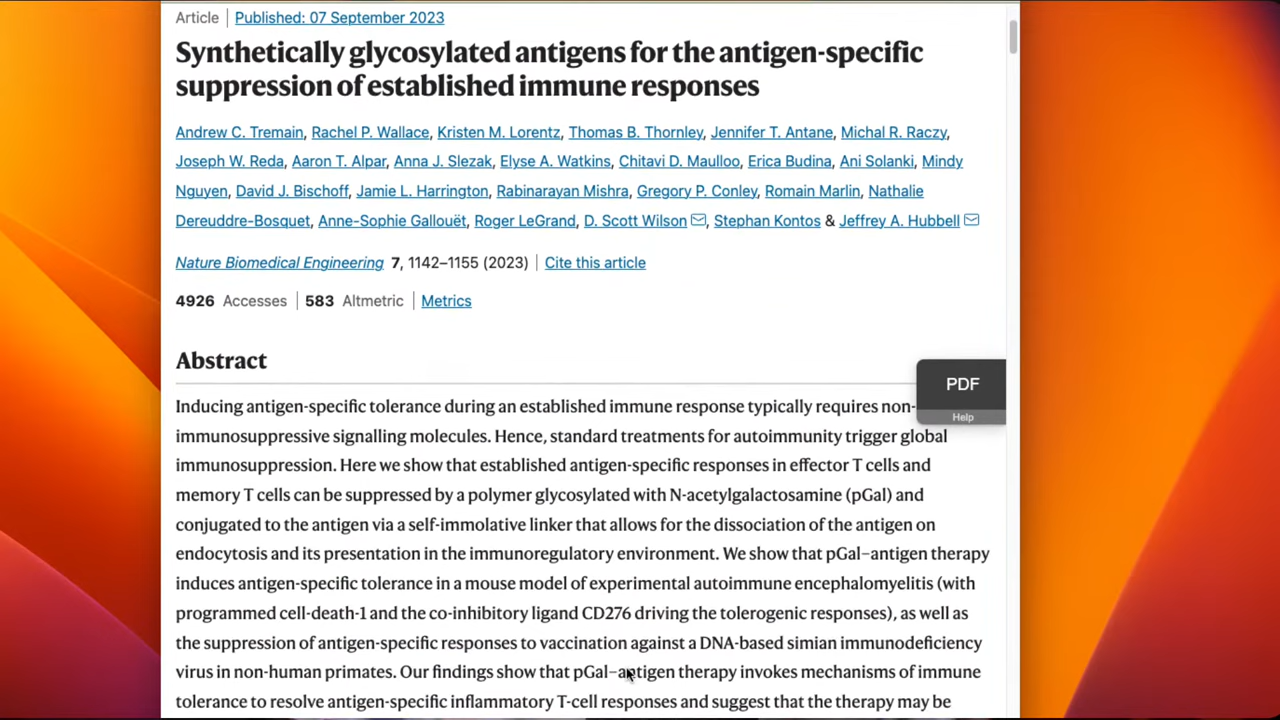 Article | Published: 07 September 2023
Synthetically glycosylated antigens for the antigen-specific
suppression of established immune responses
Andrew C. Tremain, Rachel P. Wallace, Kristen M. Lorentz, Thomas B. Thornley, Jennifer T. Antane, Michal R. Raczy,
Joseph W. Reda, Aaron T. Alpar, Anna J. Slezak, Elyse A. Watkins, Chitavi D. Maulloo, Erica Budina, Ani Solanki, Mindy
Nguyen, David J. Bischoff, Jamie L. Harrington, Rabinarayan Mishra, Gregory P. Conley, Romain Marlin, Nathalie
Dereuddre-Bosquet, Anne-Sophie Gallouët, Roger LeGrand, D. Scott Wilson, Stephan Kontos & Jeffrey A. Hubbell
Nature Biomedical Engineering 7, 1142–1155 (2023) | Cite this article
4926 Accesses | 583 Altmetric | Metrics
Abstract
PDF
Help
Inducing antigen-specific tolerance during an established immune response typically requires non-
immunosuppressive signalling molecules. Hence, standard treatments for autoimmunity trigger global
immunosuppression. Here we show that established antigen-specific responses in effector T cells and
memory T cells can be suppressed by a polymer glycosylated with N-acetylgalactosamine (pGal) and
conjugated to the antigen via a self-immolative linker that allows for the dissociation of the antigen on
endocytosis and its presentation in the immunoregulatory environment. We show that pGal–antigen therapy
induces antigen-specific tolerance in a mouse model of experimental autoimmune encephalomyelitis (with
programmed cell-death-1 and the co-inhibitory ligand CD276 driving the tolerogenic responses), as well as
the suppression of antigen-specific responses to vaccination against a DNA-based simian immunodeficiency
virus in non-human primates. Our findings show that pGal–antigen therapy invokes mechanisms of immune
tolerance to resolve antigen-specific inflammatory T-cell responses and suggest that the therapy may be